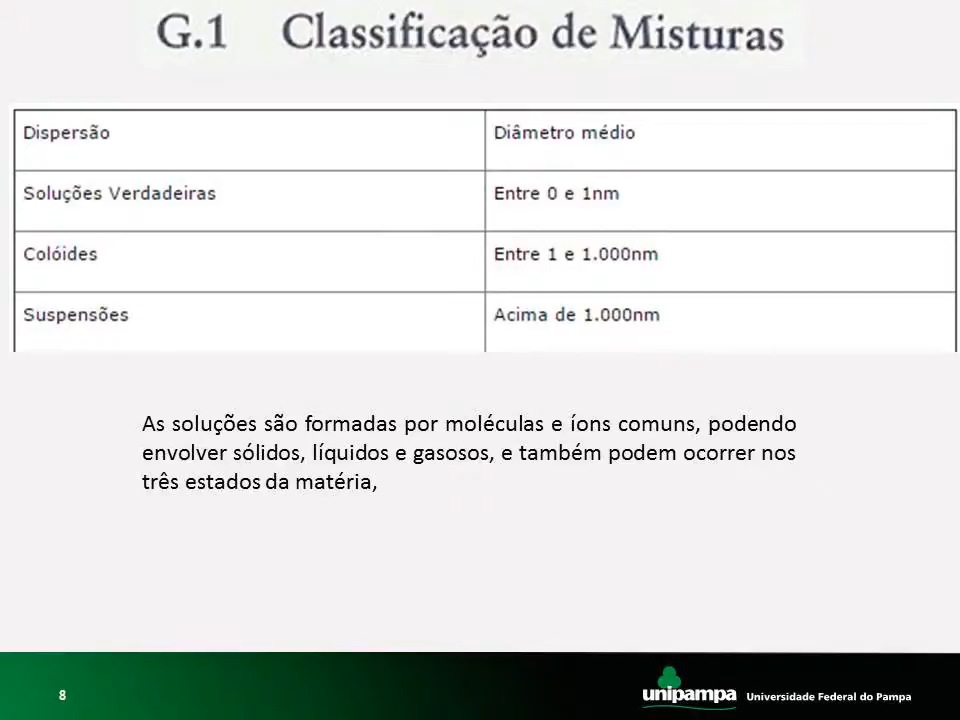 G.1 Classificação de Misturas
Dispersão Diâmetro médio
Soluções Verdadeiras Entre 0 e 1nm
Colóides Entre 1 e 1.000nm
Suspensões Acima de 1.000nm
As soluções são formadas por moléculas e íons comuns, podendo
envolver sólidos, líquidos e gasosos, e também podem ocorrer nos
três estados da matéria,
8
unipampa Universidade Federal do Pampa